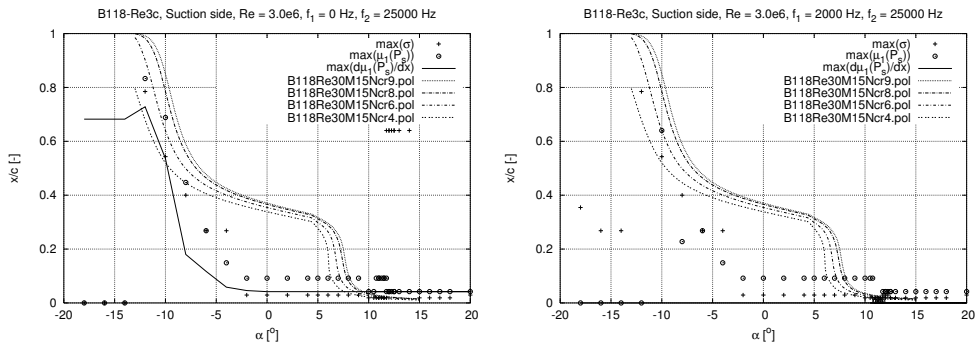 B118-Re3c, Suction side, Re = 3.0e6, f₁ = 0 Hz, f₂ = 25000 Hz
x/c [-]
1
0.8
0.6
0.4
0.2
0
max(σ)
max(μ₁(Pₛ))
max(dμ₁(Pₛ)/dx)
B118Re30M15Ncr9.pol
B118Re30M15Ncr8.pol
B118Re30M15Ncr6.pol
B118Re30M15Ncr4.pol
-20 -15 -10 -5 0 5 10 15 20
α [°]
B118-Re3c, Suction side, Re = 3.0e6, f₁ = 2000 Hz, f₂ = 25000 Hz
x/c [-]
1
0.8
0.6
0.4
0.2
0
max(σ)
max(μ₁(Pₛ))
max(dμ₁(Pₛ)/dx)
B118Re30M15Ncr9.pol
B118Re30M15Ncr8.pol
B118Re30M15Ncr6.pol
B118Re30M15Ncr4.pol
-20 -15 -10 -5 0 5 10 15 20
α [°]